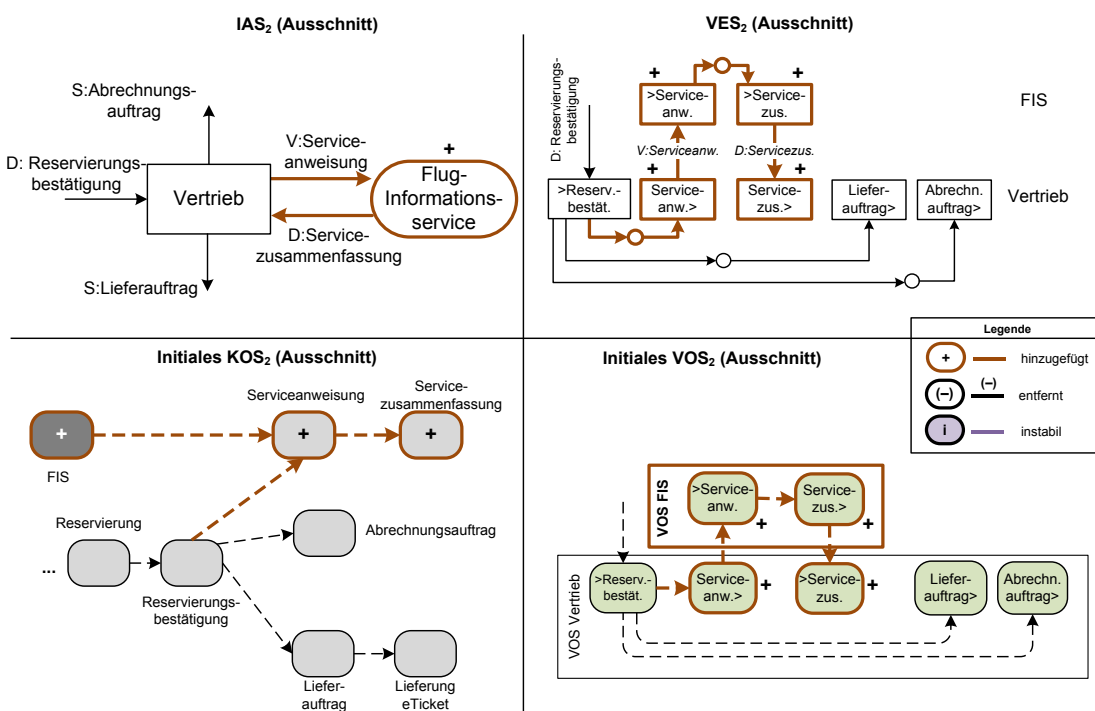 IAS2 (Ausschnitt)
S:Abrechnungs-
auftrag
D: Reservierungs-
bestätigung
Vertrieb
V:Service-
anweisung
+
Flug-
Informations-
service
D:Service-
zusammenfassung
S:Lieferauftrag
VES2 (Ausschnitt)
D: Reservierungs-
bestätigung
+
+
>Service-
anw.
>Service-
zus.
FIS
V:Serviceanw.
D:Servicezus.
+
+
>Reserv.-
bestät.
Service-
anw.>
Service-
zus.>
Liefer-
auftrag>
Abrechn.
auftrag>
Vertrieb
Initiales KOS2 (Ausschnitt)
Serviceanweisung
Service-
zusammenfassung
+
+
+
FIS
Reservierung
Abrechnungsauftrag
...
Reservierungs-
bestätigung
Liefer-
auftrag
Lieferung
eTicket
Initiales VOS2 (Ausschnitt)
Legende
+
hinzugefügt
(–)
(–)
entfernt
i
instabil
VOS FIS
>Service-
anw.
+
Service-
zus.>
+
VOS Vertrieb
>Reserv.-
bestät.
Service-
anw.>
+
>Service-
zus.
+
Liefer-
auftrag>
Abrechn.
auftrag>